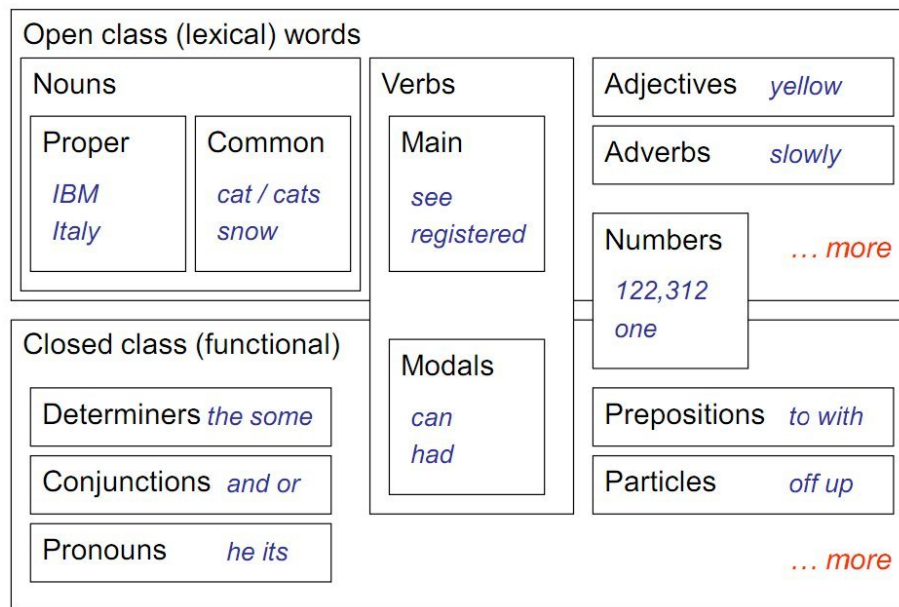 Open class (lexical) words
Nouns
Proper
IBM
Italy
Common
cat / cats
snow
Verbs
Main
see
registered
Adjectives yellow
Adverbs slowly
Numbers
122,312
one
… more
Closed class (functional)
Determiners the some
Conjunctions and or
Pronouns he its
Modals
can
had
Prepositions to with
Particles off up
… more